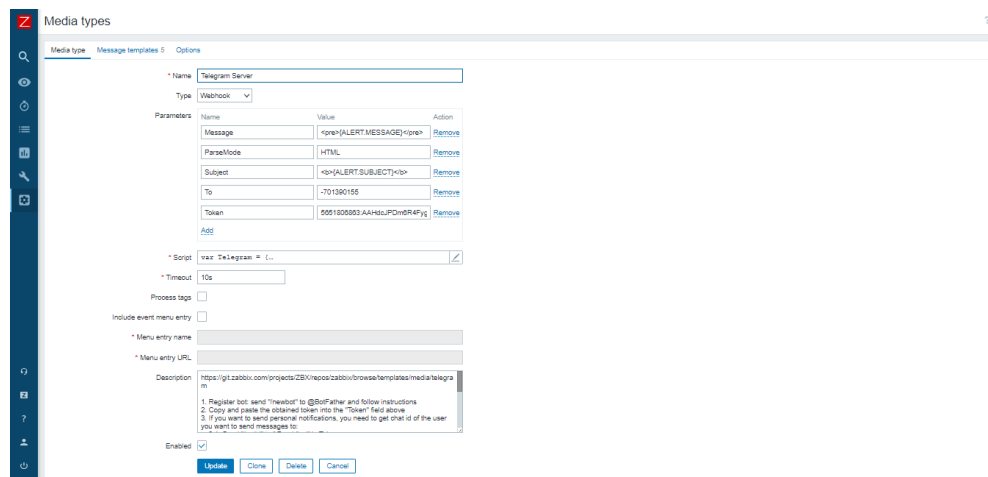 Z
Media types
Media type Message templates 5 Options
* Name Telegram Server
Type Webhook
Parameters Name Value Action
Message <pre>{ALERT.MESSAGE}</pre> Remove
ParseMode HTML Remove
Subject <b>{ALERT.SUBJECT}</b> Remove
To -701390155 Remove
Token Remove
Add
* Script var Telegram = {…
* Timeout 10s
Process tags
Include event menu entry
* Menu entry name
* Menu entry URL
Description https://git.zabbix.com/projects/ZBX/repos/zabbix/browse/templates/media/telegra
m
1. Register bot: send "/newbot" to @BotFather and follow instructions
2. Copy and paste the obtained token into the "Token" field above
3. If you want to send personal notifications, you need to get chat id of the user
you want to send messages to:
Enabled
Z
?
Update Clone Delete Cancel